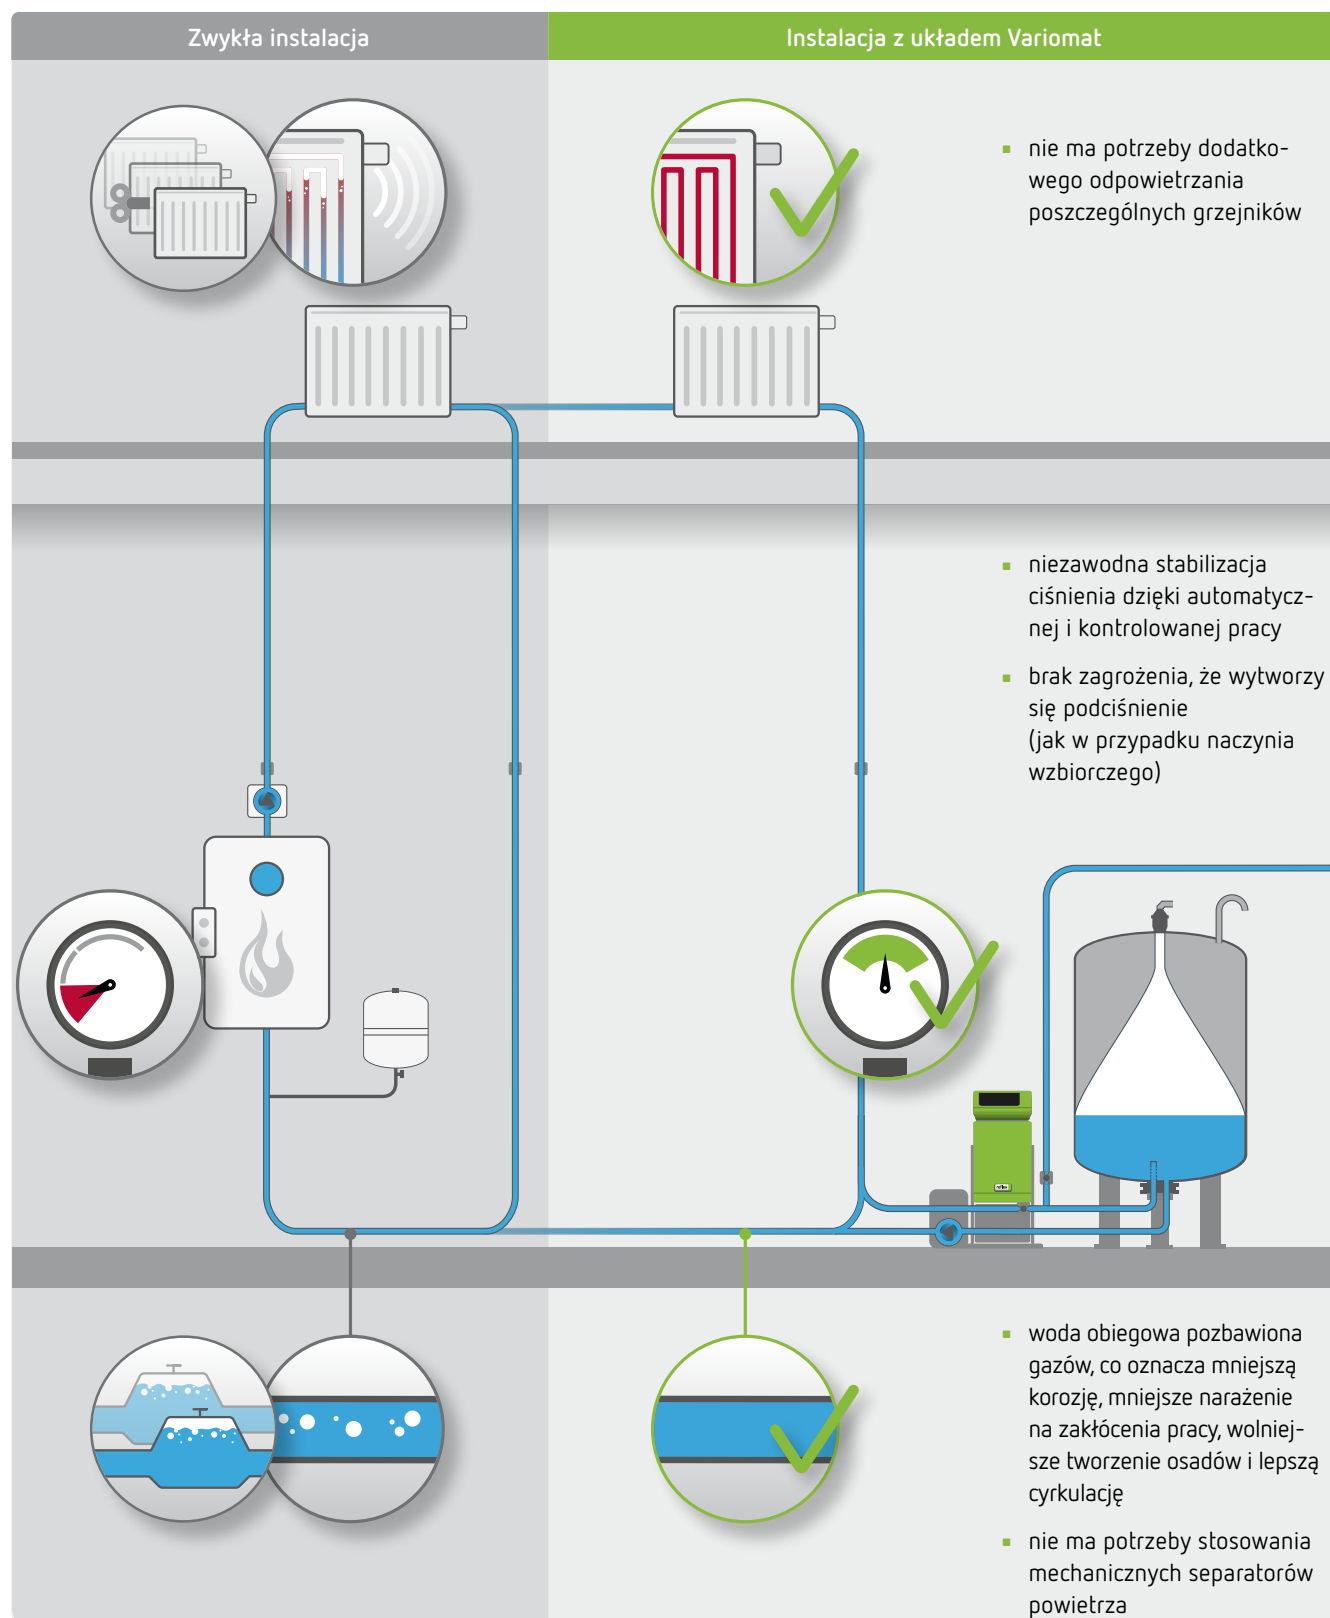 Zwykła instalacja
Instalacja z układem Variomat
▪ nie ma potrzeby dodatko-
wego odpowietrzania
poszczególnych grzejników
▪ niezawodna stabilizacja
ciśnienia dzięki automatycz-
nej i kontrolowanej pracy
▪ brak zagrożenia, że wytworzy
się podciśnienie
(jak w przypadku naczynia
wzbiorczego)
reflex
▪ woda obiegowa pozbawiona
gazów, co oznacza mniejszą
korozję, mniejsze narażenie
na zakłócenia pracy, wolniej-
sze tworzenie osadów i lepszą
cyrkulację
▪ nie ma potrzeby stosowania
mechanicznych separatorów
powietrza